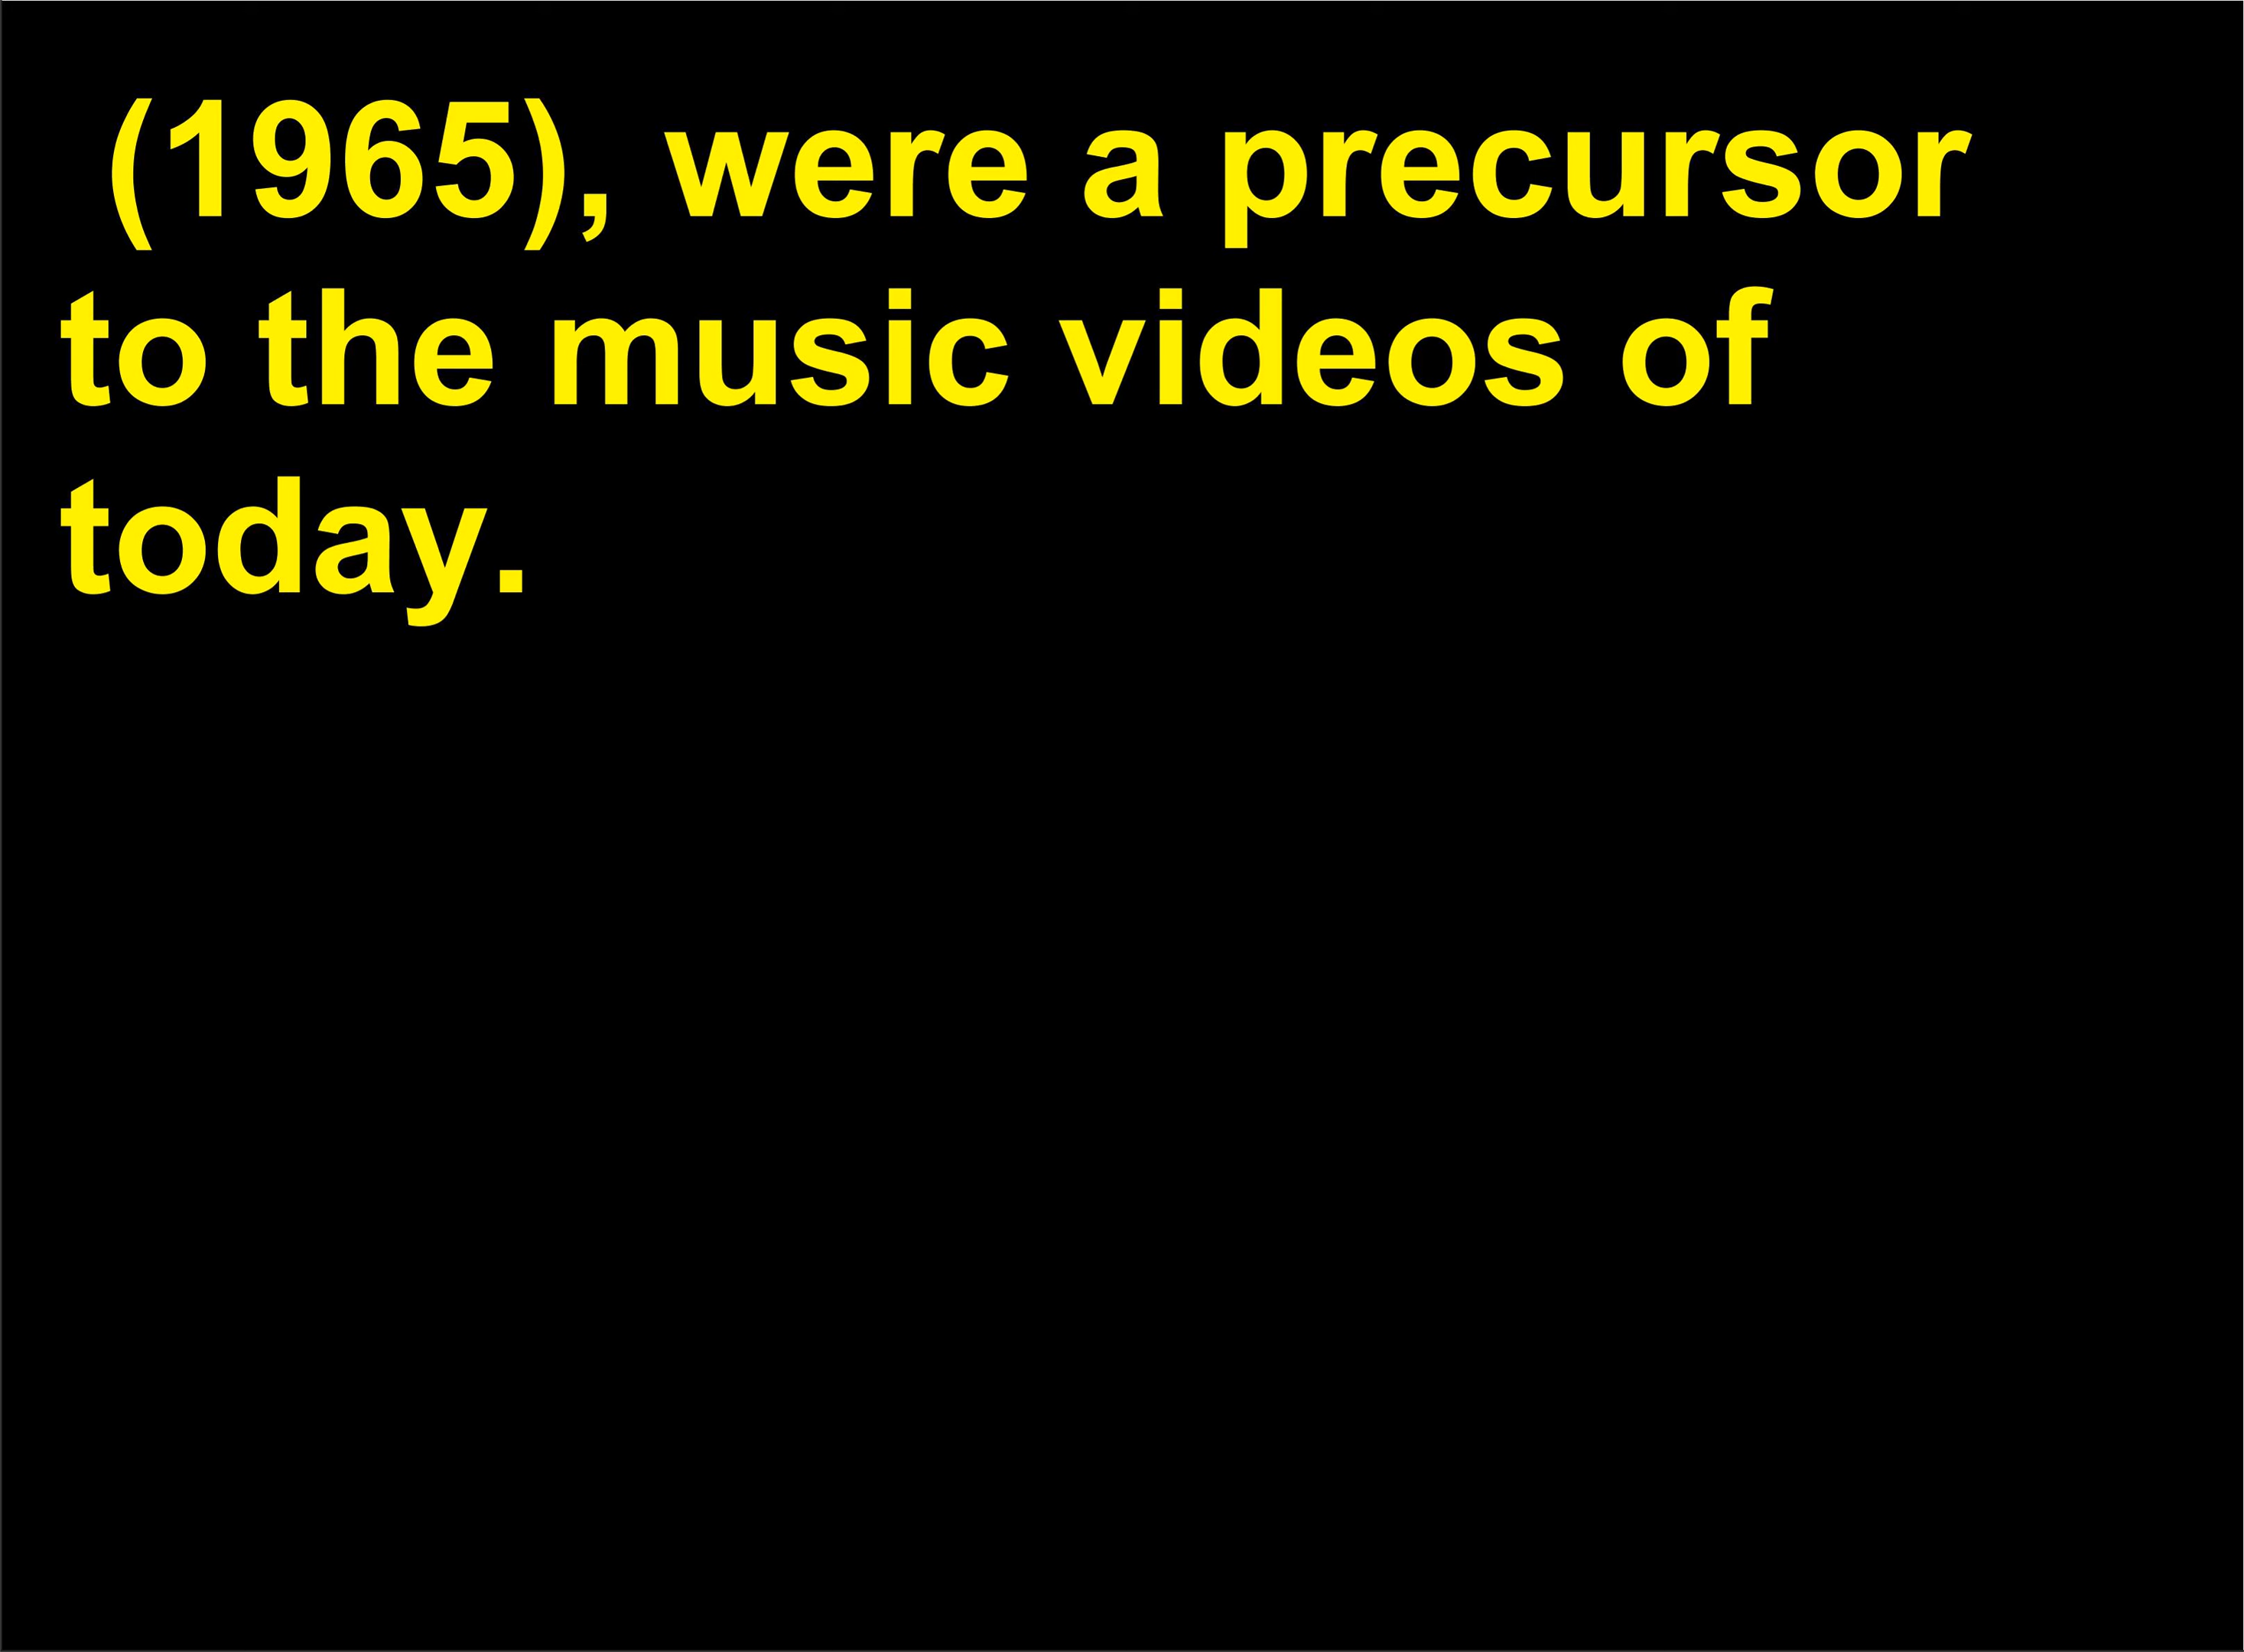 (1965), were a precursor
to the music videos of
today.